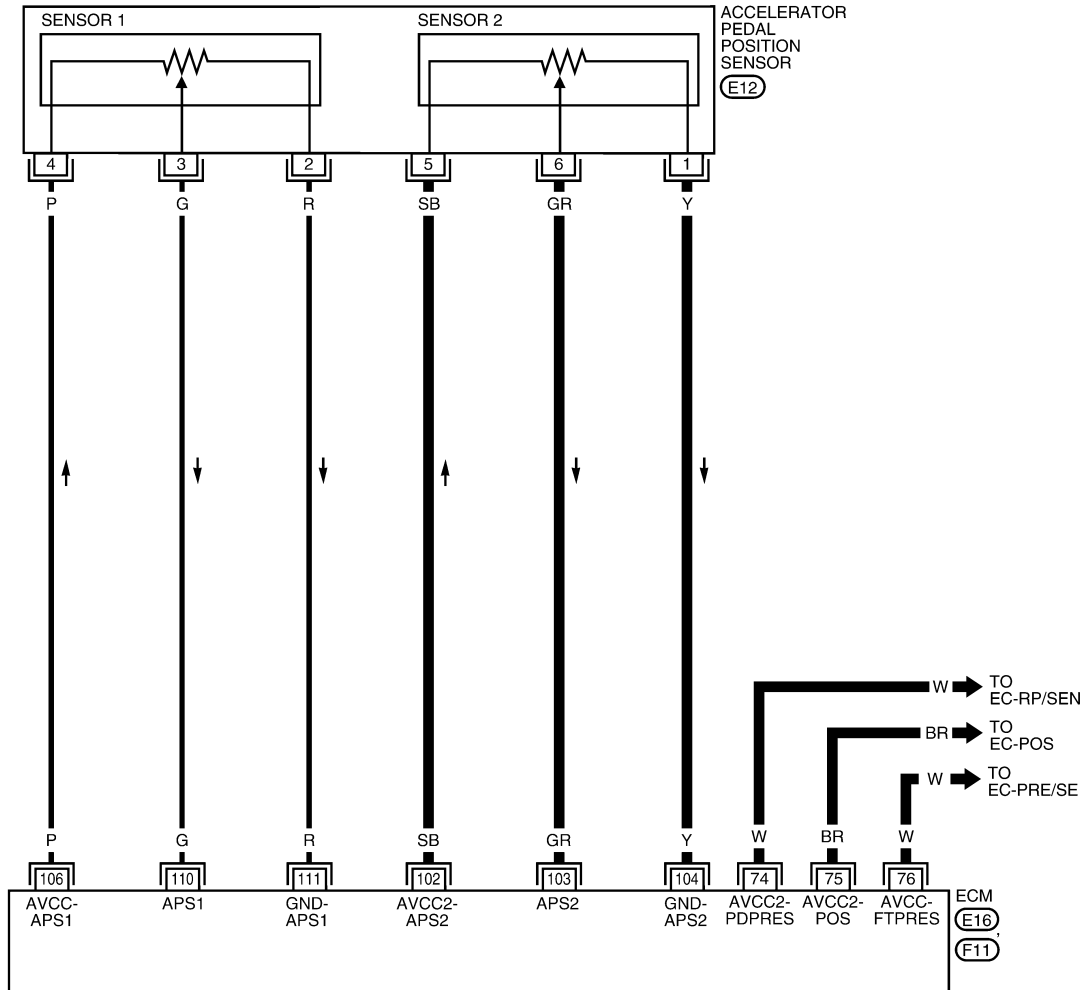 SENSOR 1
SENSOR 2
ACCELERATOR
PEDAL
POSITION
SENSOR
E12
4 3 2 5 6 1
P G R SB GR Y
W TO
EC-RP/SEN
BR TO
EC-POS
W TO
EC-PRE/SE
P G R SB GR Y W BR W
106 110 111 102 103 104 74 75 76
AVCC-
APS1
APS1
GND-
APS1
AVCC2-
APS2
APS2
GND-
APS2
AVCC2-
PDPRES
AVCC2-
POS
AVCC-
FTPRES
ECM
E16,
F11